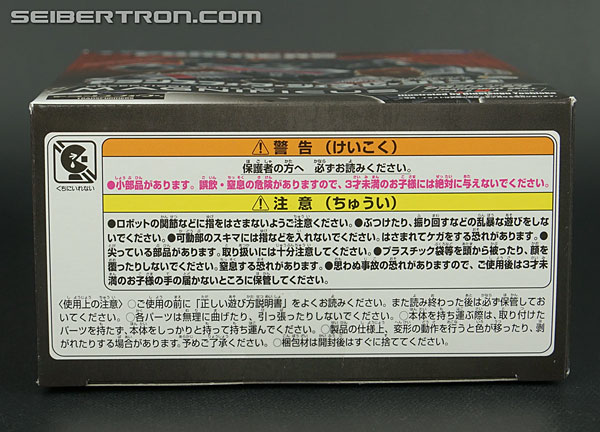 SEIBERTRON.COM
⚠警告（けいこく）
保護者の方へ 必ずお読みください。
●小部品があります。誤飲・窒息の危険がありますので、3才未満のお子様には絶対に与えないでください。
くちにいれない
⚠注意（ちゅうい）
●ロボットの関節などに指をはさまないようご注意ください。●ぶつけたり、振り回すなどの乱暴な遊びをしな
いでください。●可動部のスキマには指などを入れないでください。はさまれてケガをする恐れがあります。●
尖っている部品があります。取り扱いには十分注意してください。●プラスチック袋等を頭から被ったり、顔を
覆ったりしないでください。窒息する恐れがあります。●思わぬ事故の恐れがありますので、ご使用後は3才未
満のお子様の手の届かないところに保管してください。
〈使用上の注意〉○ご使用の前に「正しい遊び方説明書」をよくお読みください。また読み終わった後は必ず保管してお
いてください。○各パーツは無理に曲げたり、引っ張ったりしないでください。○本体を持ち運ぶ際は、取り付けた
パーツを持たず、本体をしっかりと持って持ち運んでください。○製品の仕様上、変形の動作を行うと色が移ったり、剥
がれたりする場合があります。予めご了承ください。○梱包材は開封後はすぐに捨ててください。